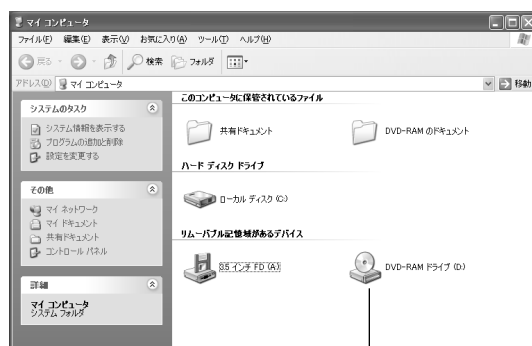 マイ コンピュータ
ファイル(F) 編集(E) 表示(V) お気に入り(A) ツール(T) ヘルプ(H)
戻る 検索 フォルダ
アドレス(D) マイ コンピュータ 移動
システムのタスク
システム情報を表示する
プログラムの追加と削除
設定を変更する
その他
マイ ネットワーク
マイ ドキュメント
共有ドキュメント
コントロール パネル
詳細
マイ コンピュータ
システム フォルダ
このコンピュータに保管されているファイル
共有ドキュメント DVD-RAM のドキュメント
ハード ディスク ドライブ
ローカル ディスク (C:)
リムーバブル記憶域があるデバイス
3.5 インチ FD (A:) DVD-RAM ドライブ (D:)